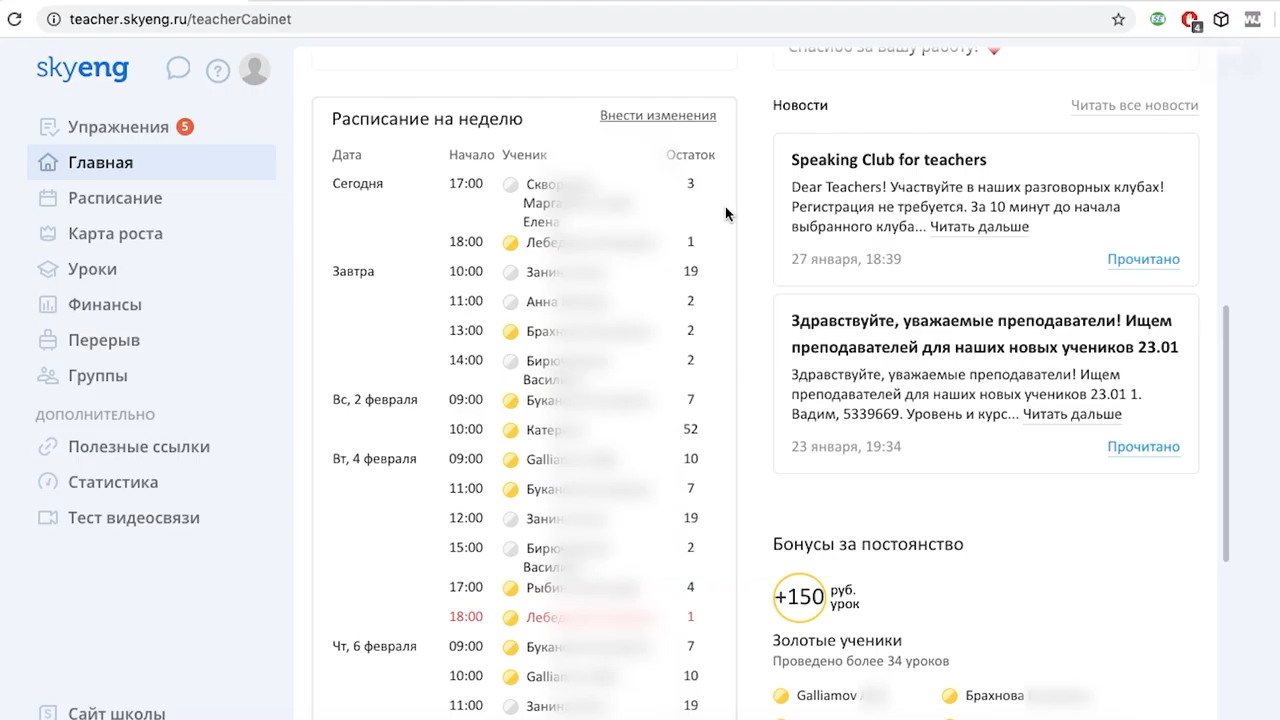 teacher.skyeng.ru/teacherCabinet
4
skyeng
?
Упражнения 5
Главная
Расписание
Карта роста
Уроки
Финансы
Перерыв
Группы
ДОПОЛНИТЕЛЬНО
Полезные ссылки
Статистика
Тест видеосвязи
Сайт школы
Расписание на неделю Внести изменения
Дата Начало Ученик Остаток
Сегодня 17:00 3
Елена
18:00 1
Завтра 10:00 19
11:00 Анна 2
13:00 2
14:00 2
Вс, 2 февраля 09:00 7
10:00 52
Вт, 4 февраля 09:00 10
11:00 7
12:00 19
15:00 2
17:00 4
18:00 1
Чт, 6 февраля 09:00 7
10:00 10
11:00 19
Спасибо за вашу работу!
Новости Читать все новости
Speaking Club for teachers
Dear Teachers! Участвуйте в наших разговорных клубах!
Регистрация не требуется. За 10 минут до начала
выбранного клуба... Читать дальше
27 января, 18:39 Прочитано
Здравствуйте, уважаемые преподаватели! Ищем
преподавателей для наших новых учеников 23.01
Здравствуйте, уважаемые преподаватели! Ищем
преподавателей для наших новых учеников 23.01 1.
Вадим, 5339669. Уровень и курс... Читать дальше
23 января, 19:34 Прочитано
Бонусы за постоянство
+150 руб.
урок
Золотые ученики
Проведено более 34 уроков
Galliamov Брахнова